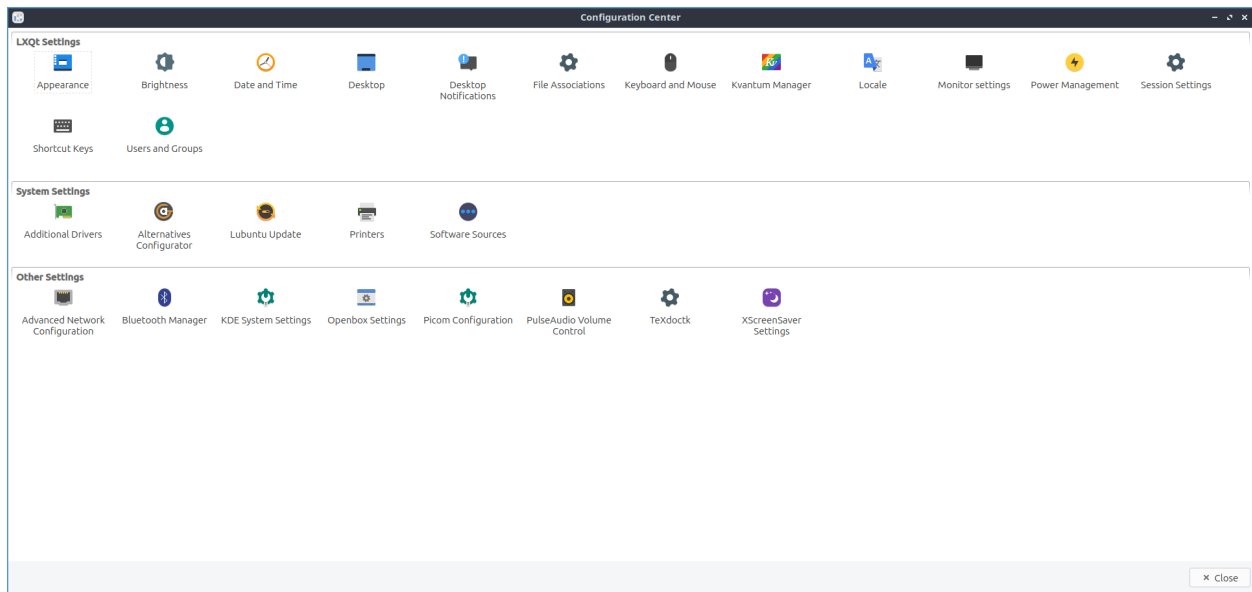 Configuration Center
LXQt Settings
Appearance
Brightness
Date and Time
Desktop
Desktop
Notifications
File Associations
Keyboard and Mouse
Kvantum Manager
Locale
Monitor settings
Power Management
Session Settings
Shortcut Keys
Users and Groups
System Settings
Additional Drivers
Alternatives
Configurator
Lubuntu Update
Printers
Software Sources
Other Settings
Advanced Network
Configuration
Bluetooth Manager
KDE System Settings
Openbox Settings
Picom Configuration
PulseAudio Volume
Control
TeXdoctk
XScreenSaver
Settings
Close